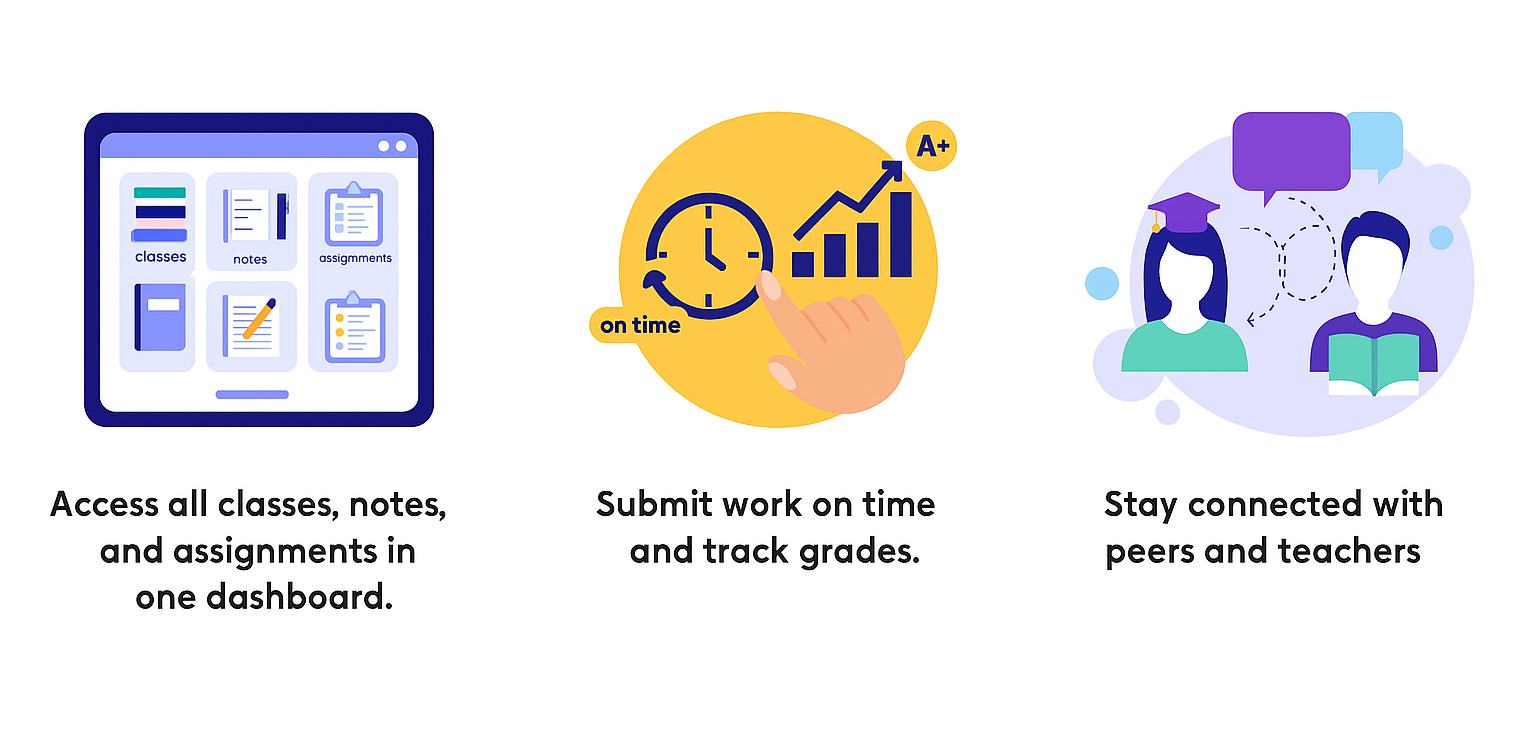 classes
notes
assigmments
A+
on time
Access all classes, notes,
and assignments in
one dashboard.
Submit work on time
and track grades.
Stay connected with
peers and teachers